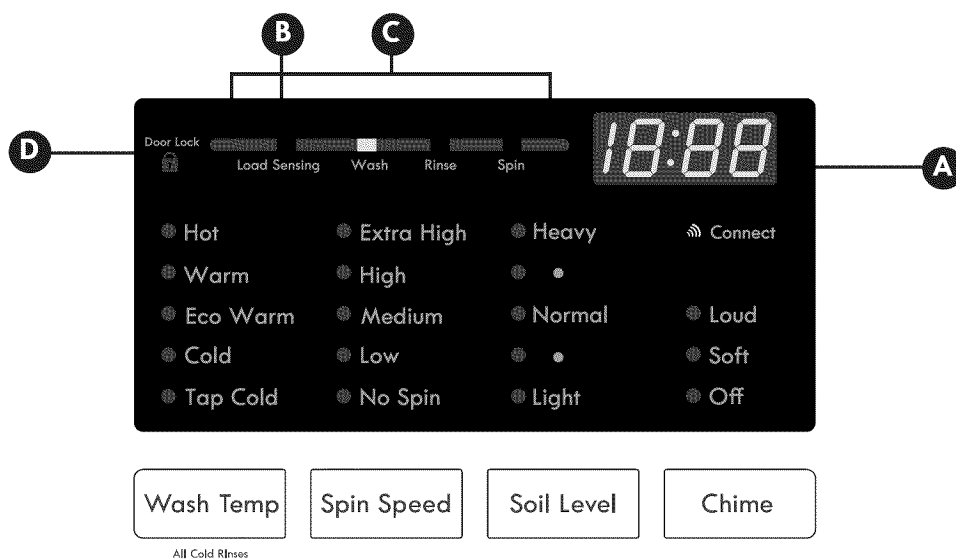 B C
D
A
Door Lock
Load Sensing Wash Rinse Spin
18:88
Hot Extra High Heavy Connect
Warm High
Eco Warm Medium Normal Loud
Cold Low Soft
Tap Cold No Spin Light Off
Wash Temp Spin Speed Soil Level Chime
All Cold Rinses